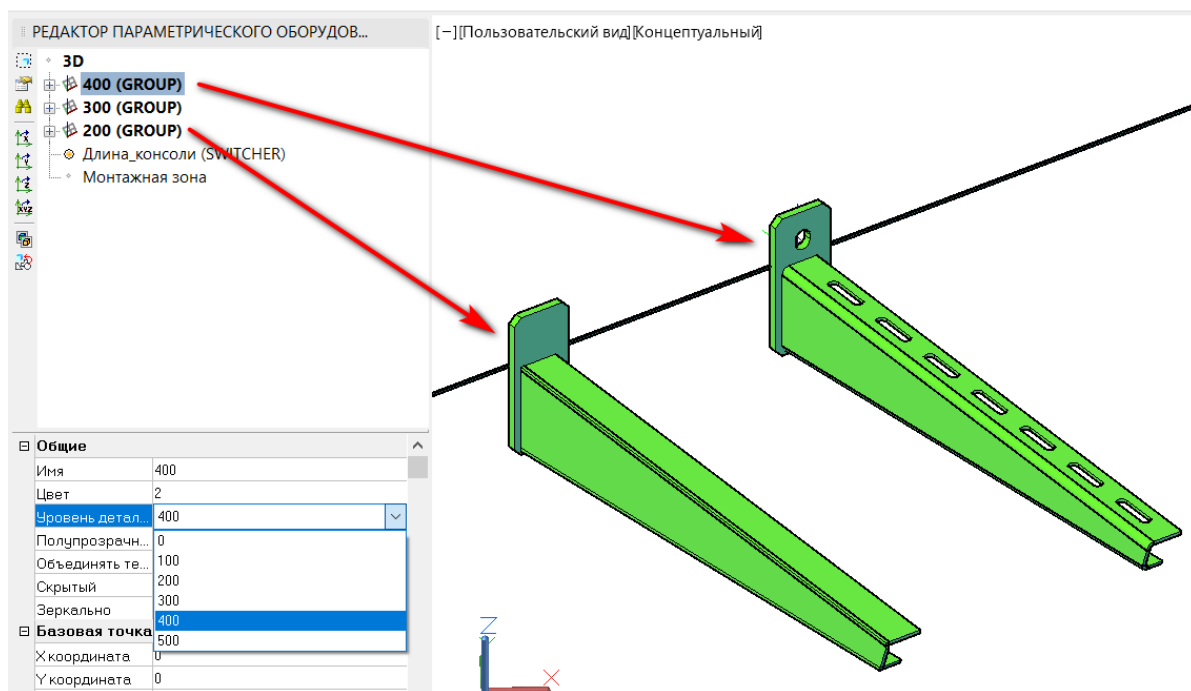 РЕДАКТОР ПАРАМЕТРИЧЕСКОГО ОБОРУДОВ...
[−][Пользовательский вид][Концептуальный]
3D
400 (GROUP)
300 (GROUP)
200 (GROUP)
Длина_консоли (SWITCHER)
Монтажная зона
Общие
Имя 400
Цвет 2
Уровень детал... 400
Полупрозрачн... 0
Объединять те... 100
200
Скрытый 300
Зеркально 400
Базовая точка 500
X координата 0
Y координата 0
X
Y
Z
XYZ
Z
X